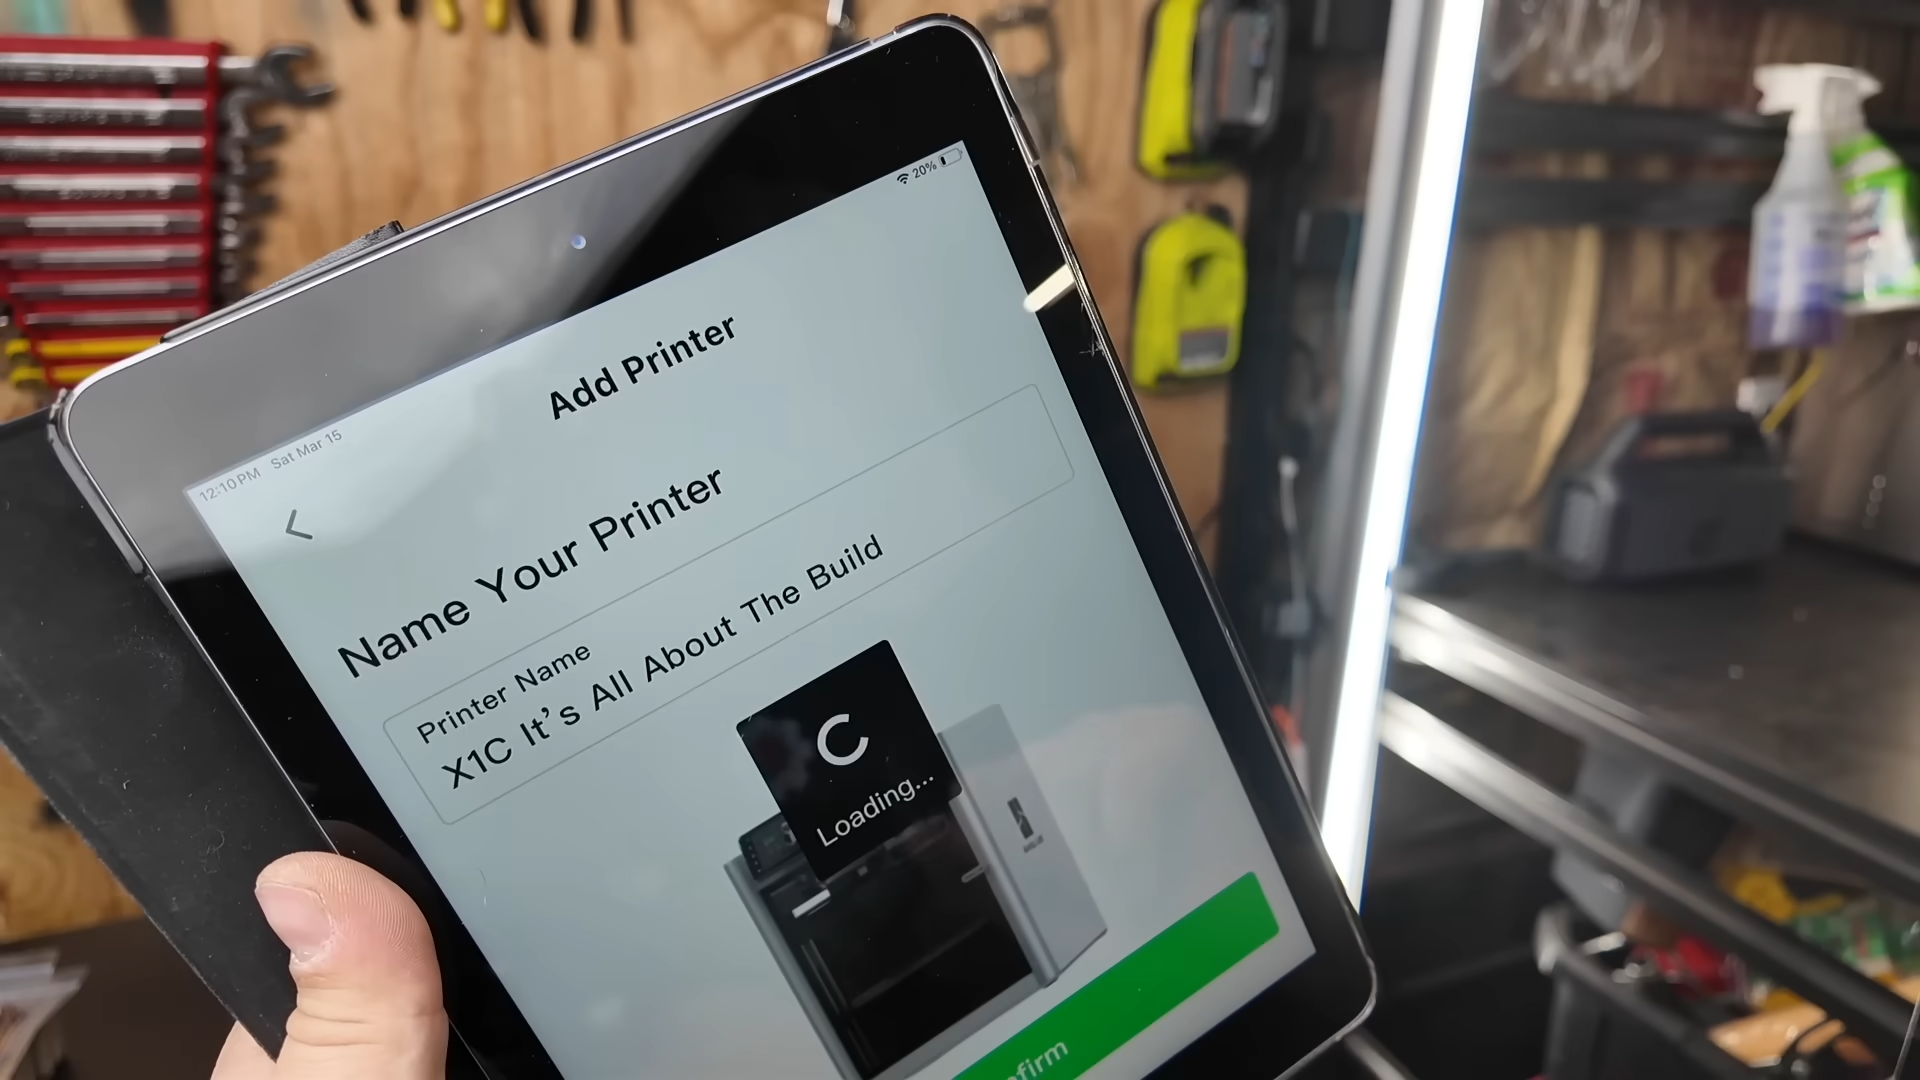 12:10 PM Sat Mar 15
20%
Add Printer
Name Your Printer
Printer Name
X1C It’s All About The Build
Loading...